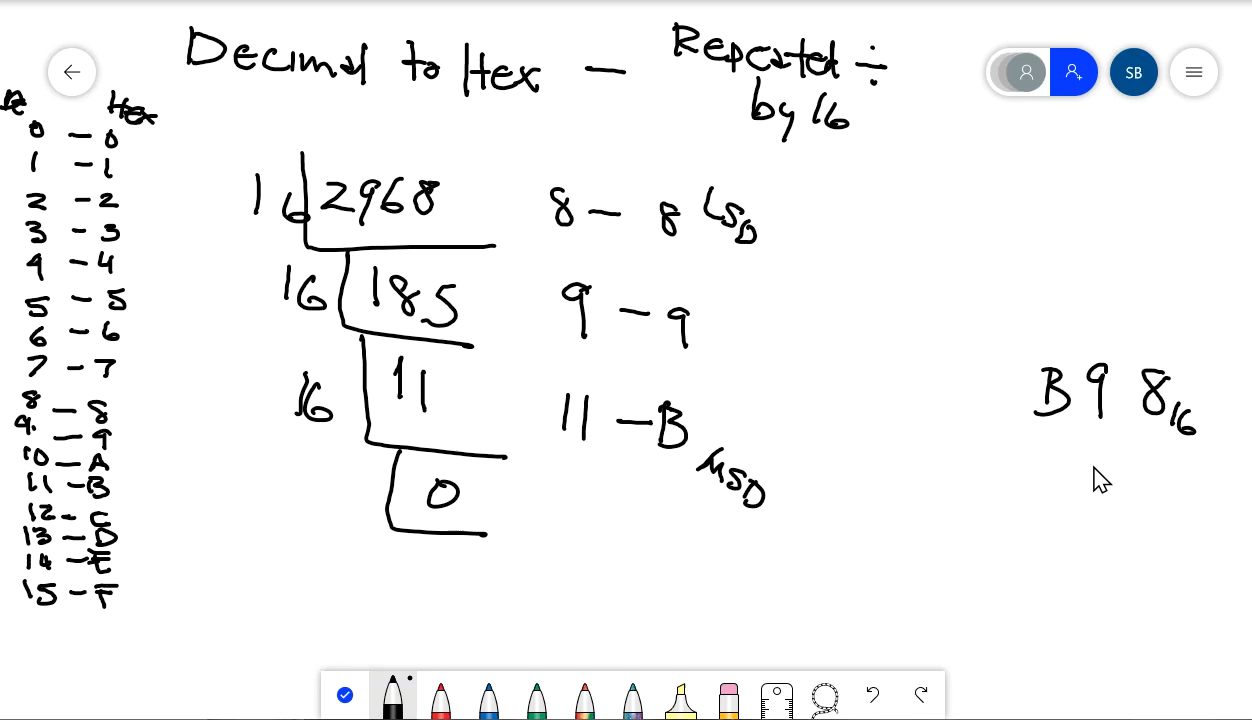 Decimal to Hex — Repeated ÷
by 16
SB
De Hex
0 - 0
1 - 1
2 - 2
3 - 3
4 - 4
5 - 5
6 - 6
7 - 7
8 - 8
9. - 9
10 - A
11 - B
12 - C
13 - D
14 - E
15 - F
16 2968 8 - 8 LSD
16 185 9 - 9
16 11 11 - B MSD
0
B98₁₆